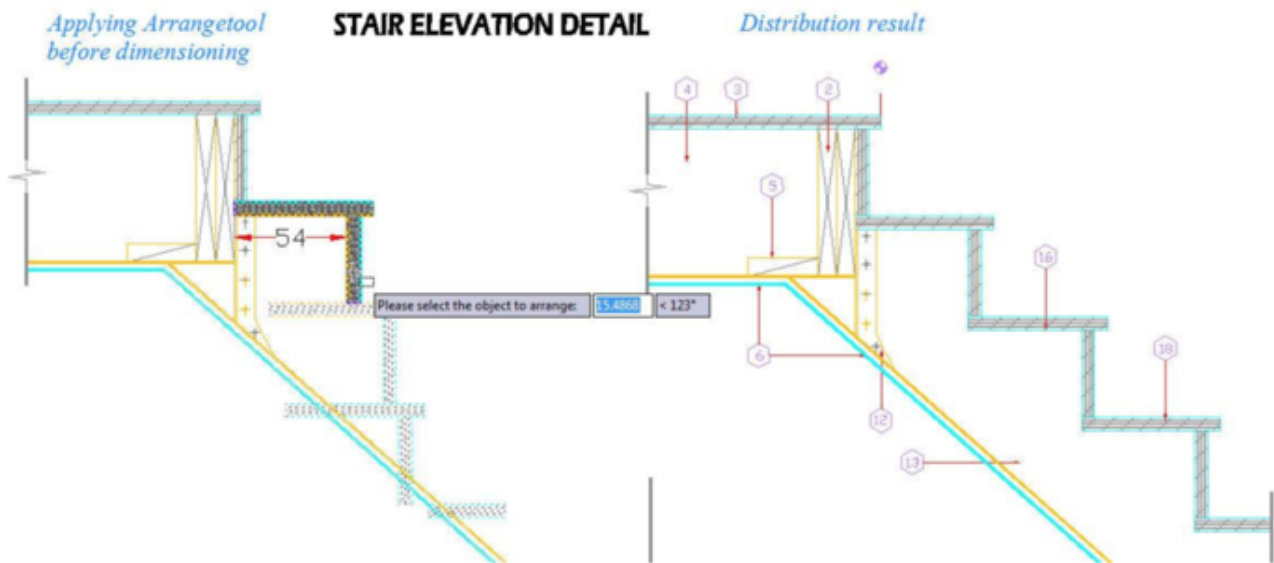 Applying Arrangetool
before dimensioning
STAIR ELEVATION DETAIL
Distribution result
4
3
2
5
54
16
Please select the object to arrange: 15.4868 < 123°
6
18
12
13